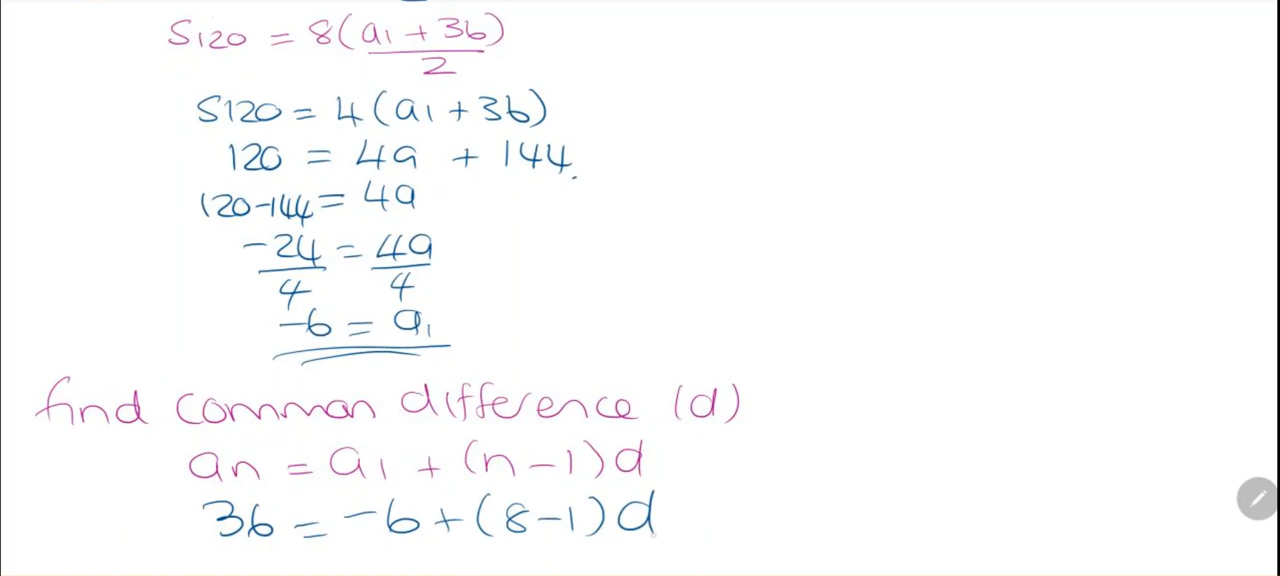 S120 = 8(a1 + 36)/2
S120 = 4(a1 + 36)
120 = 4a + 144
120-144 = 4a
-24/4 = 4a/4
-6 = a1
find common difference (d)
an = a1 + (n-1)d
36 = -6+(8-1)d